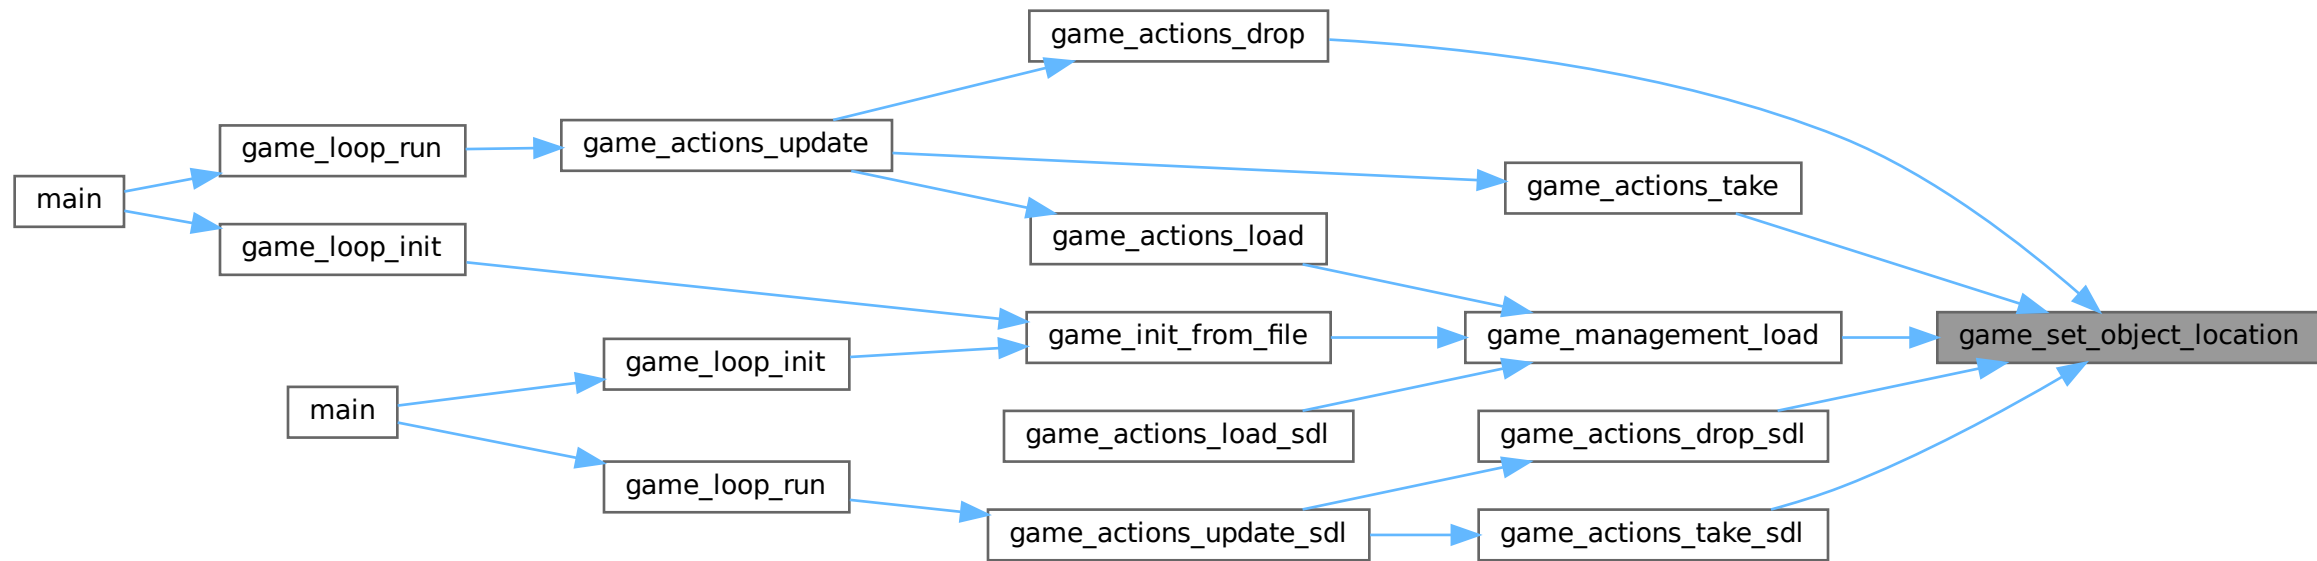 game_actions_drop
game_actions_update
game_loop_run
game_actions_take
main
game_actions_load
game_loop_init
game_init_from_file
game_management_load
game_set_object_location
game_loop_init
main
game_actions_load_sdl
game_actions_drop_sdl
game_loop_run
game_actions_update_sdl
game_actions_take_sdl